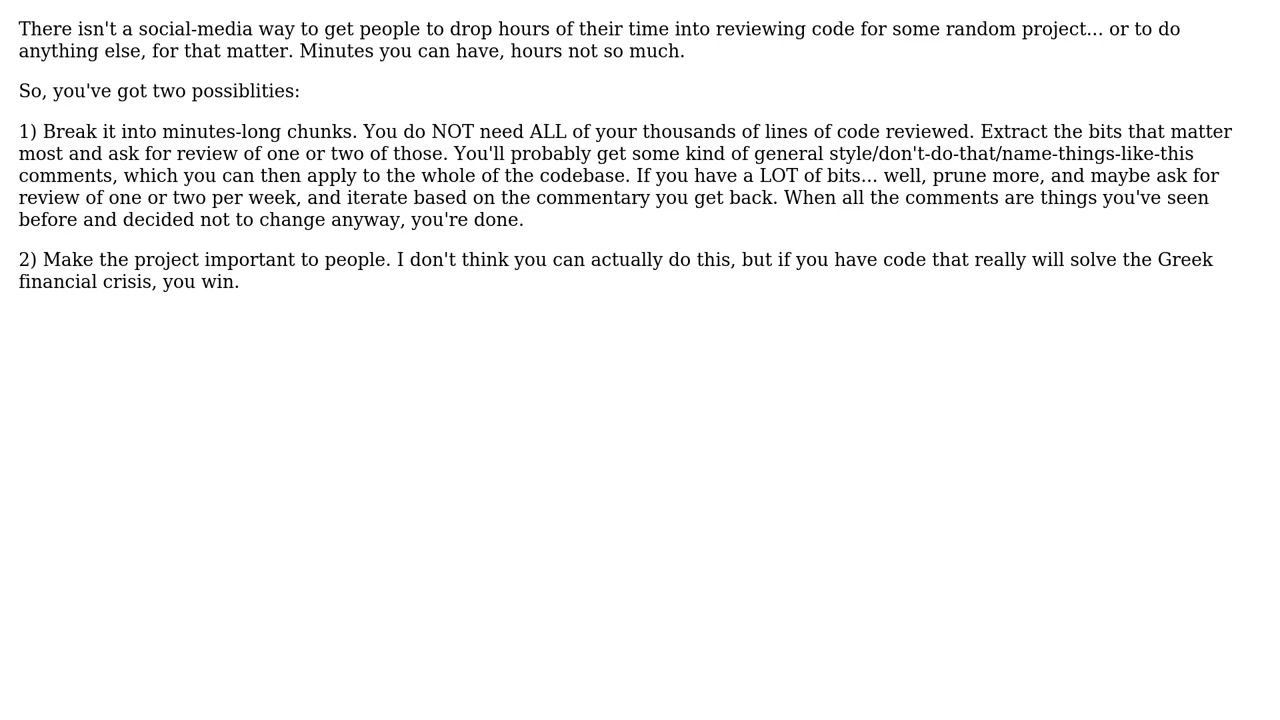 There isn't a social-media way to get people to drop hours of their time into reviewing code for some random project... or to do
anything else, for that matter. Minutes you can have, hours not so much.
So, you've got two possiblities:
1) Break it into minutes-long chunks. You do NOT need ALL of your thousands of lines of code reviewed. Extract the bits that matter
most and ask for review of one or two of those. You'll probably get some kind of general style/don't-do-that/name-things-like-this
comments, which you can then apply to the whole of the codebase. If you have a LOT of bits... well, prune more, and maybe ask for
review of one or two per week, and iterate based on the commentary you get back. When all the comments are things you've seen
before and decided not to change anyway, you're done.
2) Make the project important to people. I don't think you can actually do this, but if you have code that really will solve the Greek
financial crisis, you win.